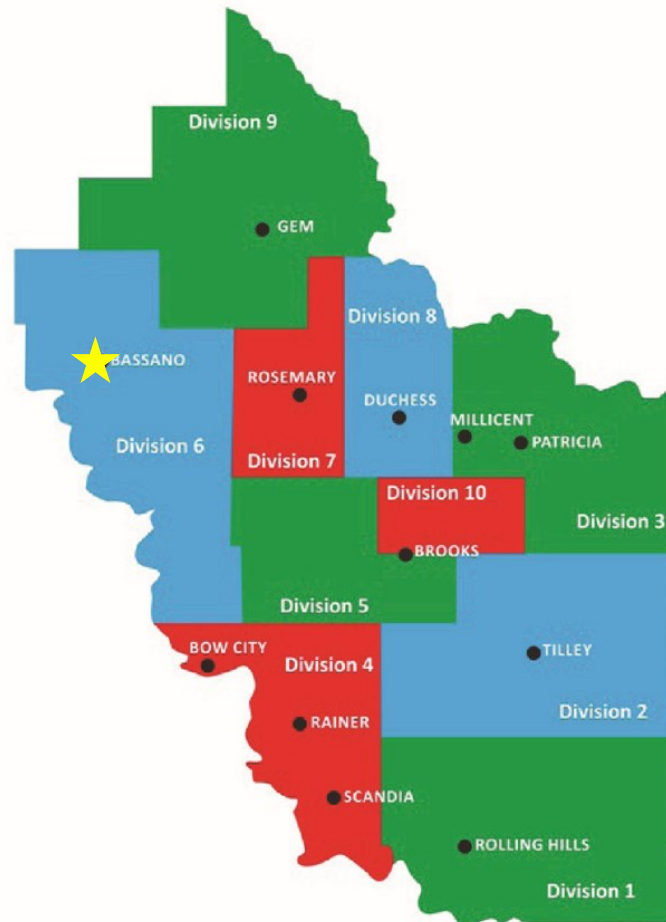 Division 9
GEM
Division 8
BASSANO
ROSEMARY
DUCHESS
MILLICENT
PATRICIA
Division 6
Division 7
Division 10
Division 3
BROOKS
Division 5
BOW CITY
Division 4
TILLEY
Division 2
RAINER
SCANDIA
ROLLING HILLS
Division 1